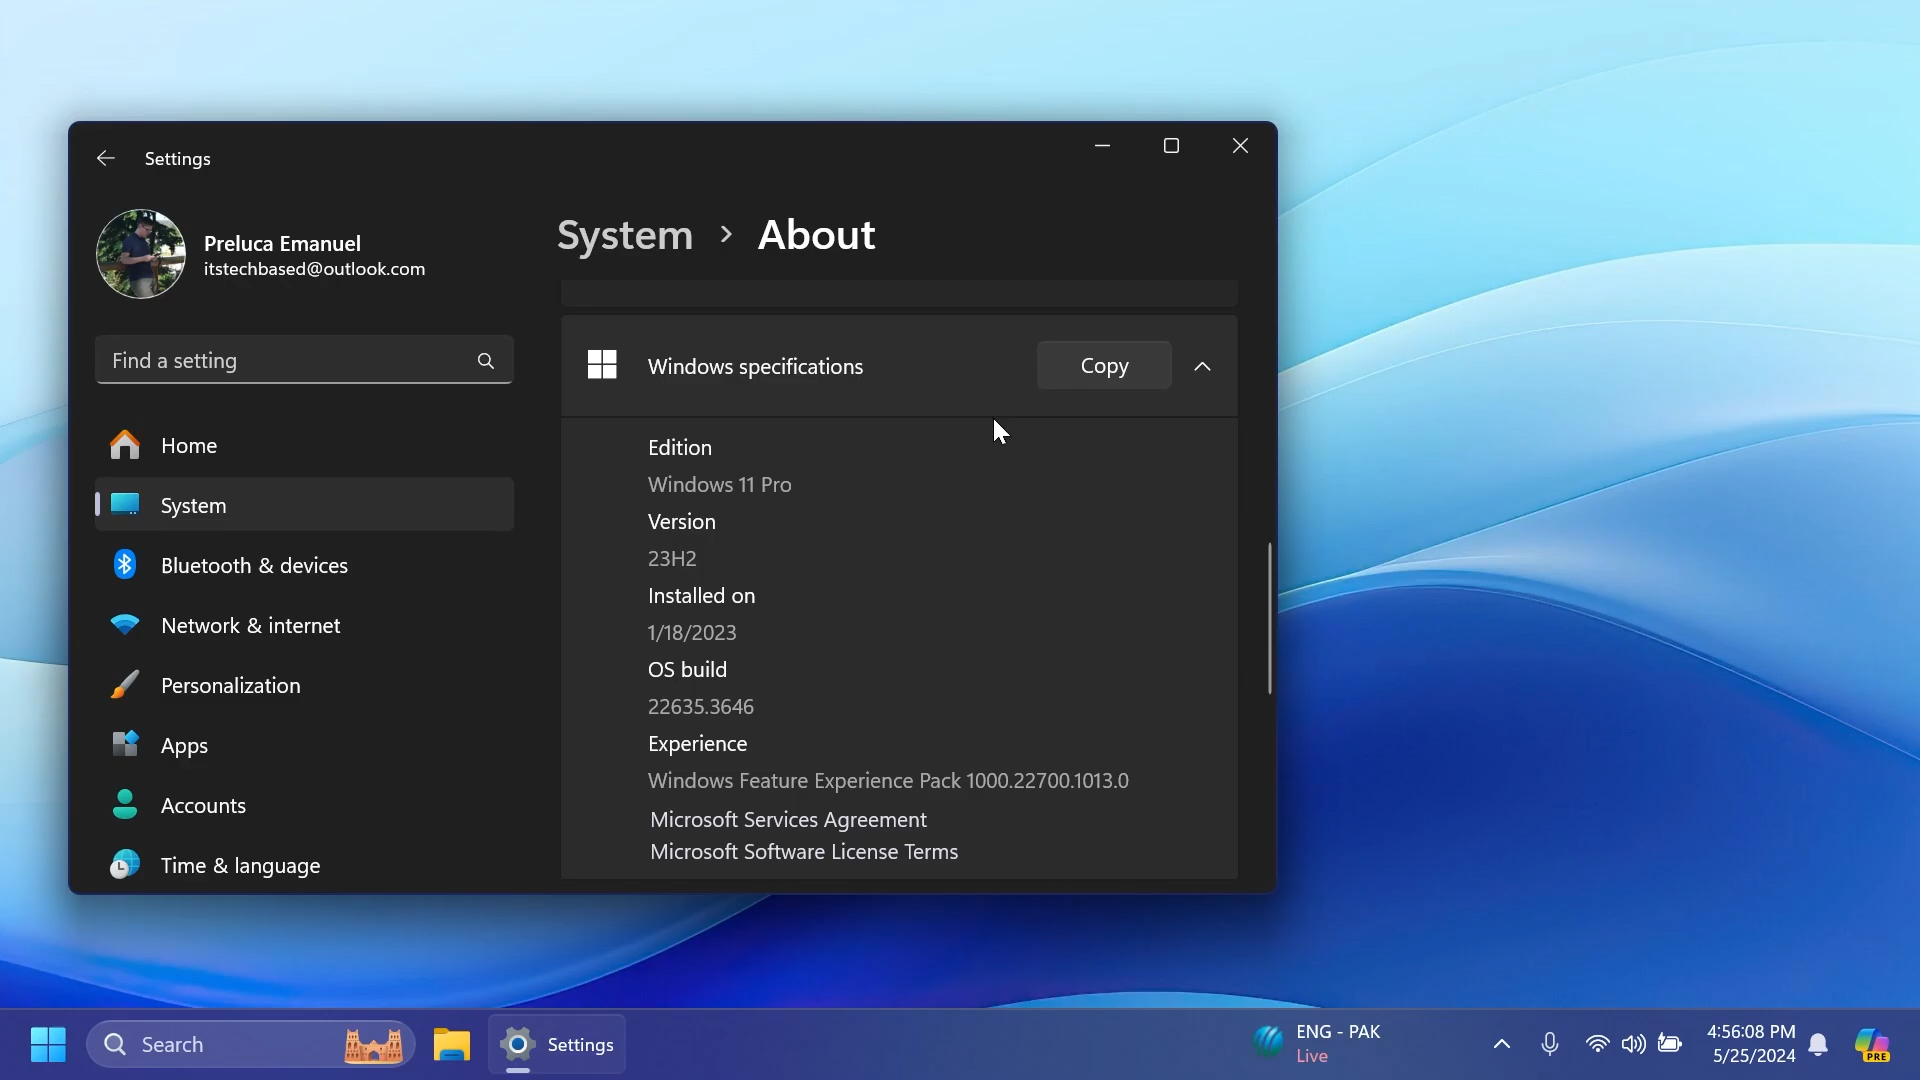 Settings
Preluca Emanuel
itstechbased@outlook.com
Find a setting
Home
System
Bluetooth & devices
Network & internet
Personalization
Apps
Accounts
Time & language
System > About
Windows specifications
Copy
Edition
Windows 11 Pro
Version
23H2
Installed on
1/18/2023
OS build
22635.3646
Experience
Windows Feature Experience Pack 1000.22700.1013.0
Microsoft Services Agreement
Microsoft Software License Terms
Search
Settings
ENG - PAK
Live
4:56:08 PM
5/25/2024
PRE